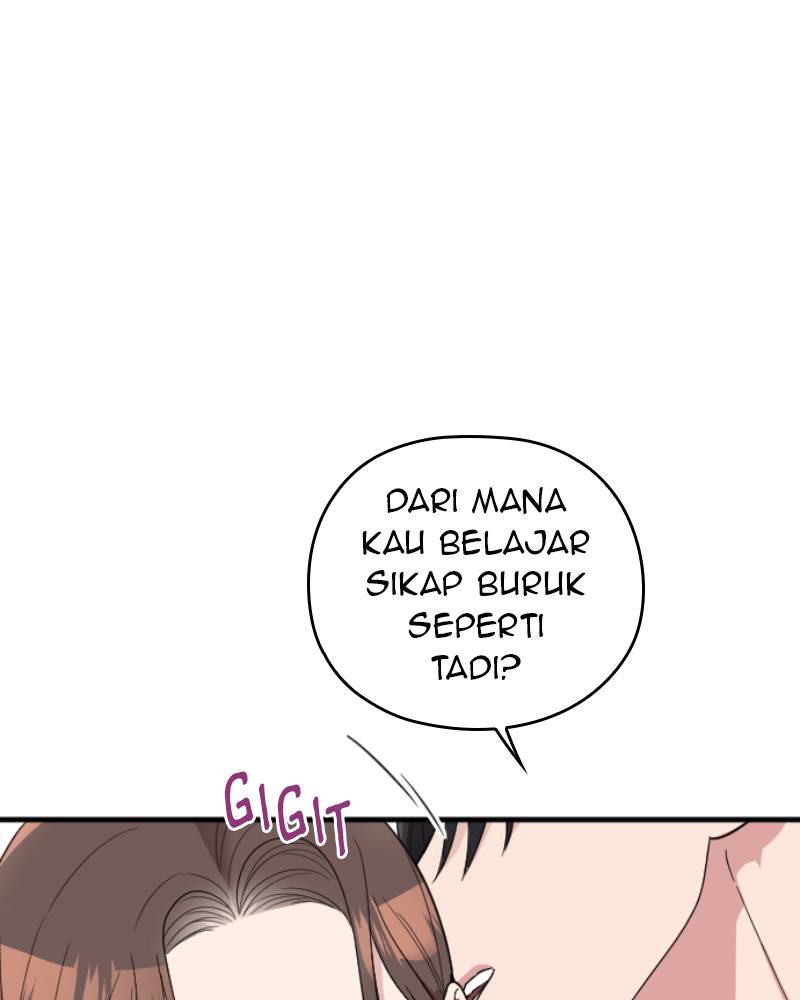 DARI MANA
KAU BELAJAR
SIKAP BURUK
SEPERTI
TADI?
GIGIT